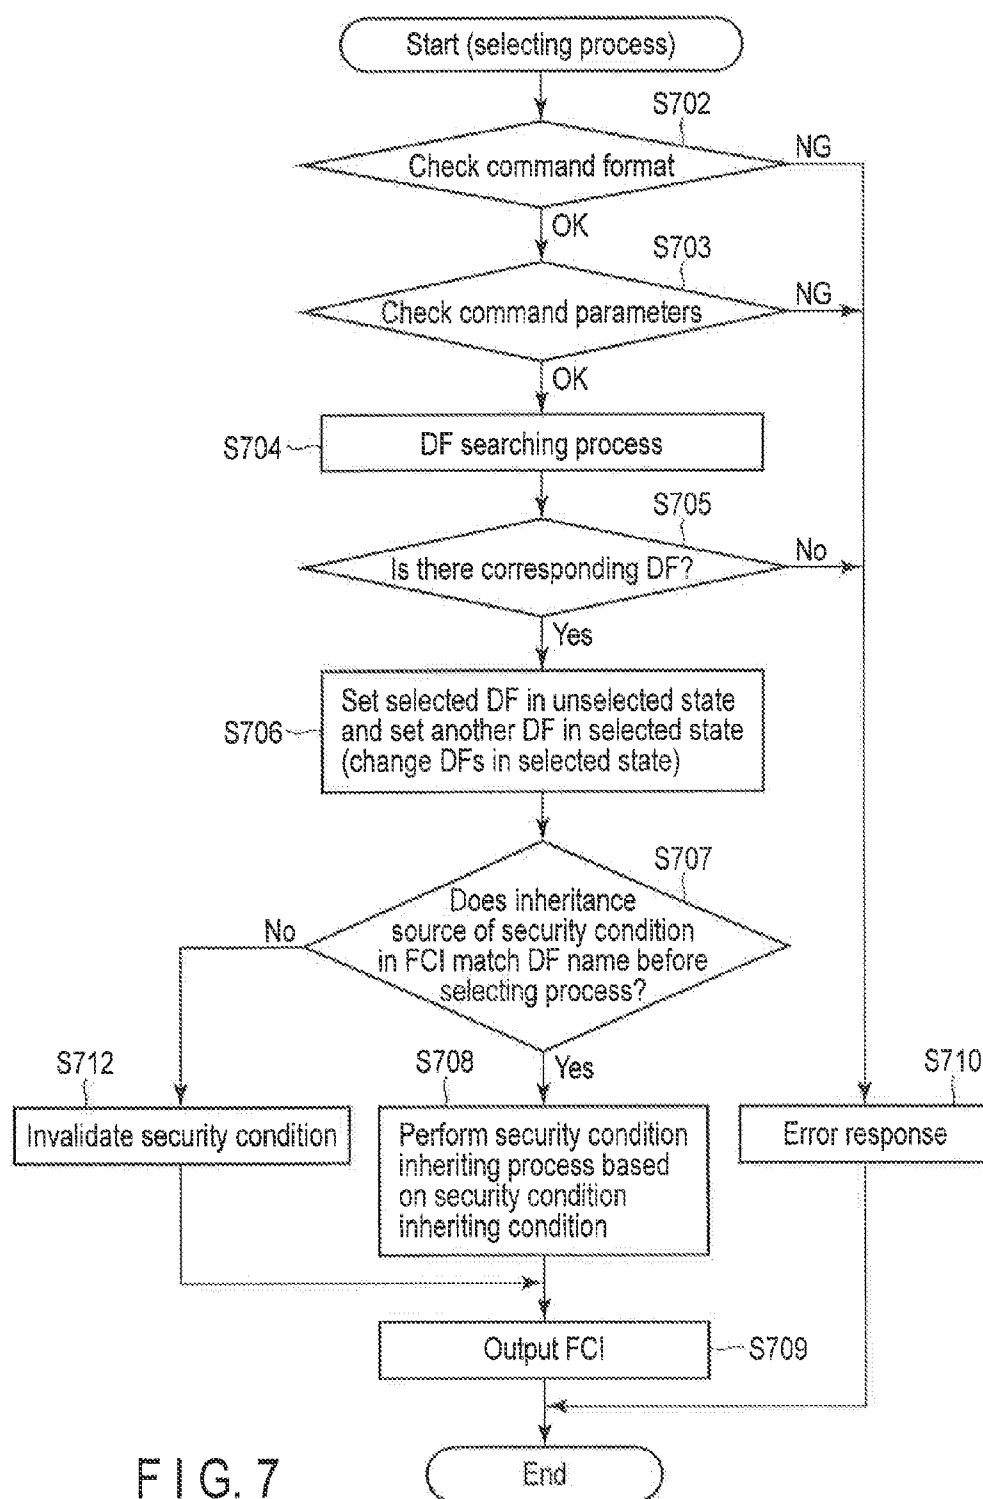 Start (selecting process)
S702
Check command format
NG
OK
S703
Check command parameters
NG
OK
S704
DF searching process
S705
Is there corresponding DF?
No
Yes
S706
Set selected DF in unselected state
and set another DF in selected state
(change DFs in selected state)
S707
Does inheritance
source of security condition
in FCI match DF name before
selecting process?
No
Yes
S712
Invalidate security condition
S708
Perform security condition
inheriting process based
on security condition
inheriting condition
S710
Error response
Output FCI
S709
End
FIG. 7